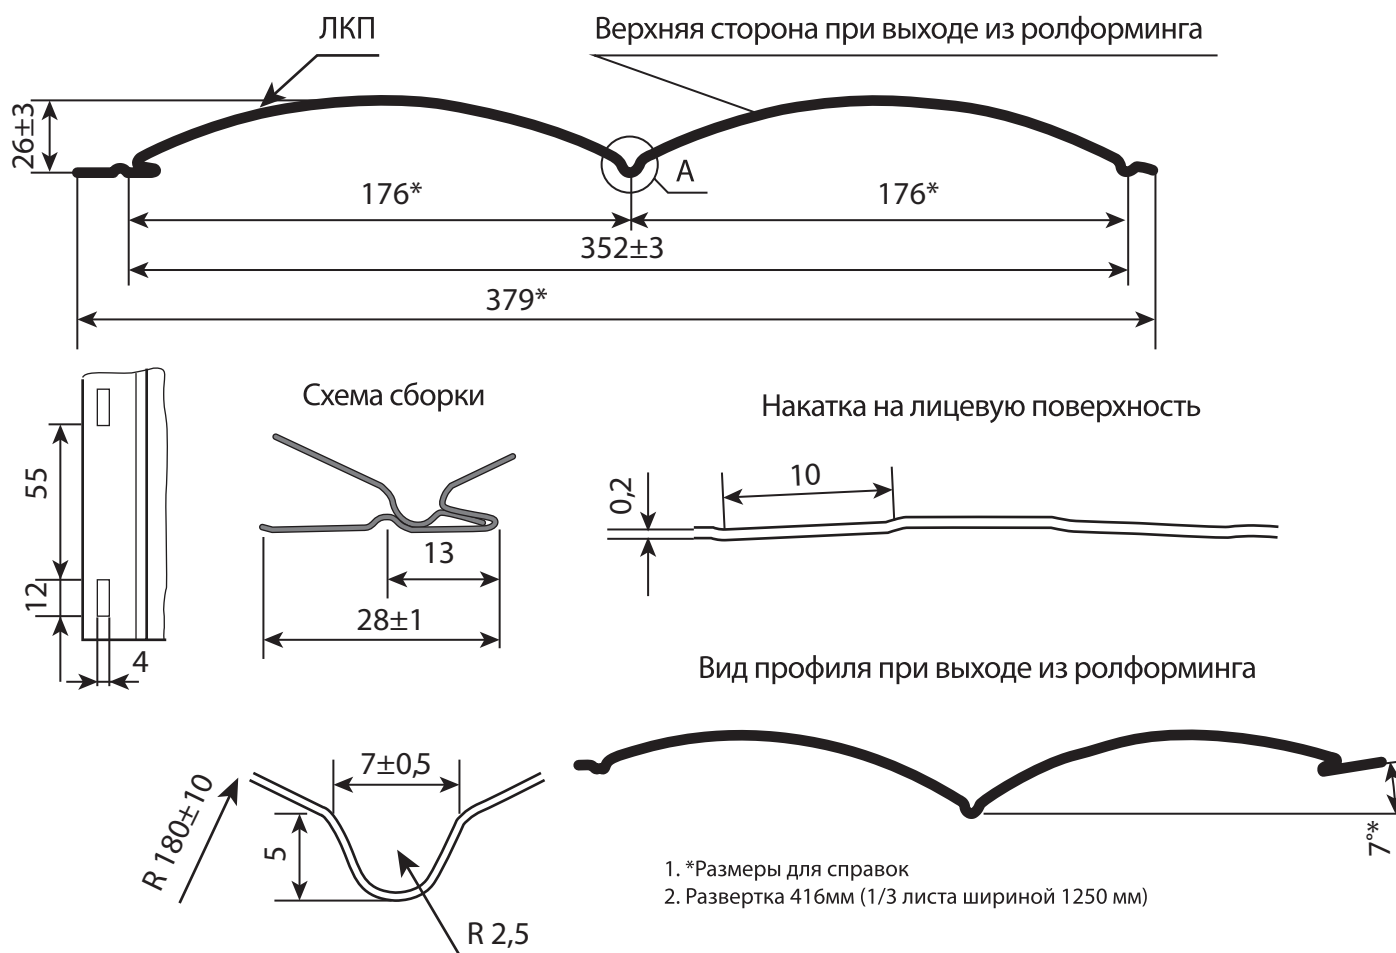 ЛКП
Верхняя сторона при выходе из ролформинга
26±3
А
176*
176*
352±3
379*
Схема сборки
Накатка на лицевую поверхность
55
12
4
13
28±1
0,2
10
Вид профиля при выходе из ролформинга
R 180±10
7±0,5
5
R 2,5
7°*
1. *Размеры для справок
2. Развертка 416мм (1/3 листа шириной 1250 мм)